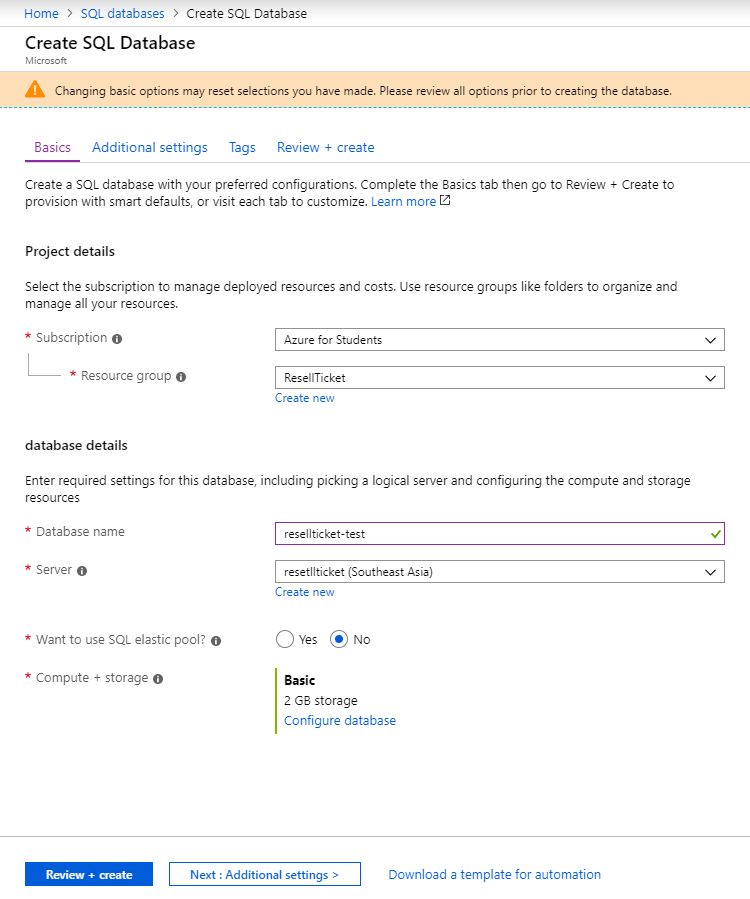 Home > SQL databases > Create SQL Database
Create SQL Database
Microsoft
Changing basic options may reset selections you have made. Please review all options prior to creating the database.
Basics Additional settings Tags Review + create
Create a SQL database with your preferred configurations. Complete the Basics tab then go to Review + Create to
provision with smart defaults, or visit each tab to customize. Learn more
Project details
Select the subscription to manage deployed resources and costs. Use resource groups like folders to organize and
manage all your resources.
* Subscription Azure for Students
* Resource group ResellTicket
Create new
database details
Enter required settings for this database, including picking a logical server and configuring the compute and storage
resources
* Database name resellticket-test
* Server resetllticket (Southeast Asia)
Create new
* Want to use SQL elastic pool? Yes No
* Compute + storage Basic
2 GB storage
Configure database
Review + create Next : Additional settings > Download a template for automation